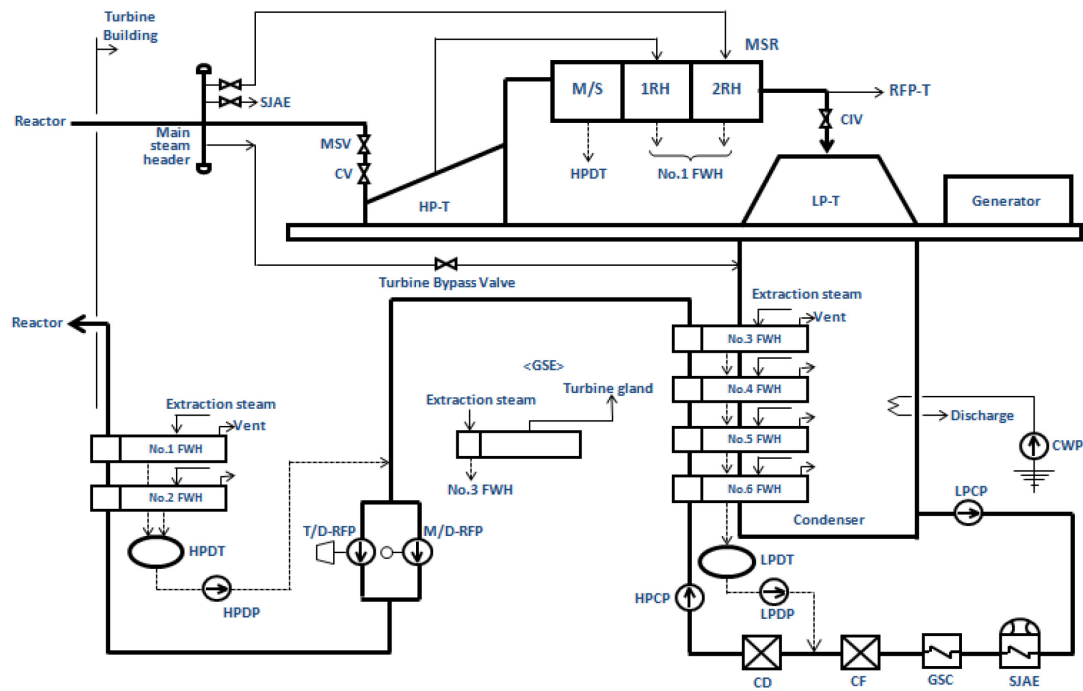 Turbine
Building
MSR
M/S
1RH
2RH
RFP-T
SJAE
Reactor
Main
steam
header
MSV
CV
CIV
HPDT
No.1 FWH
HP-T
LP-T
Generator
Turbine Bypass Valve
Extraction steam
Vent
Reactor
No.3 FWH
<GSE>
Turbine gland
No.4 FWH
Extraction steam
Extraction steam
Vent
Discharge
No.1 FWH
No.5 FWH
CWP
No.3 FWH
No.2 FWH
No.6 FWH
LPCP
Condenser
T/D-RFP
M/D-RFP
HPDT
LPDT
HPCP
HPDP
LPDP
CD
CF
GSC
SJAE